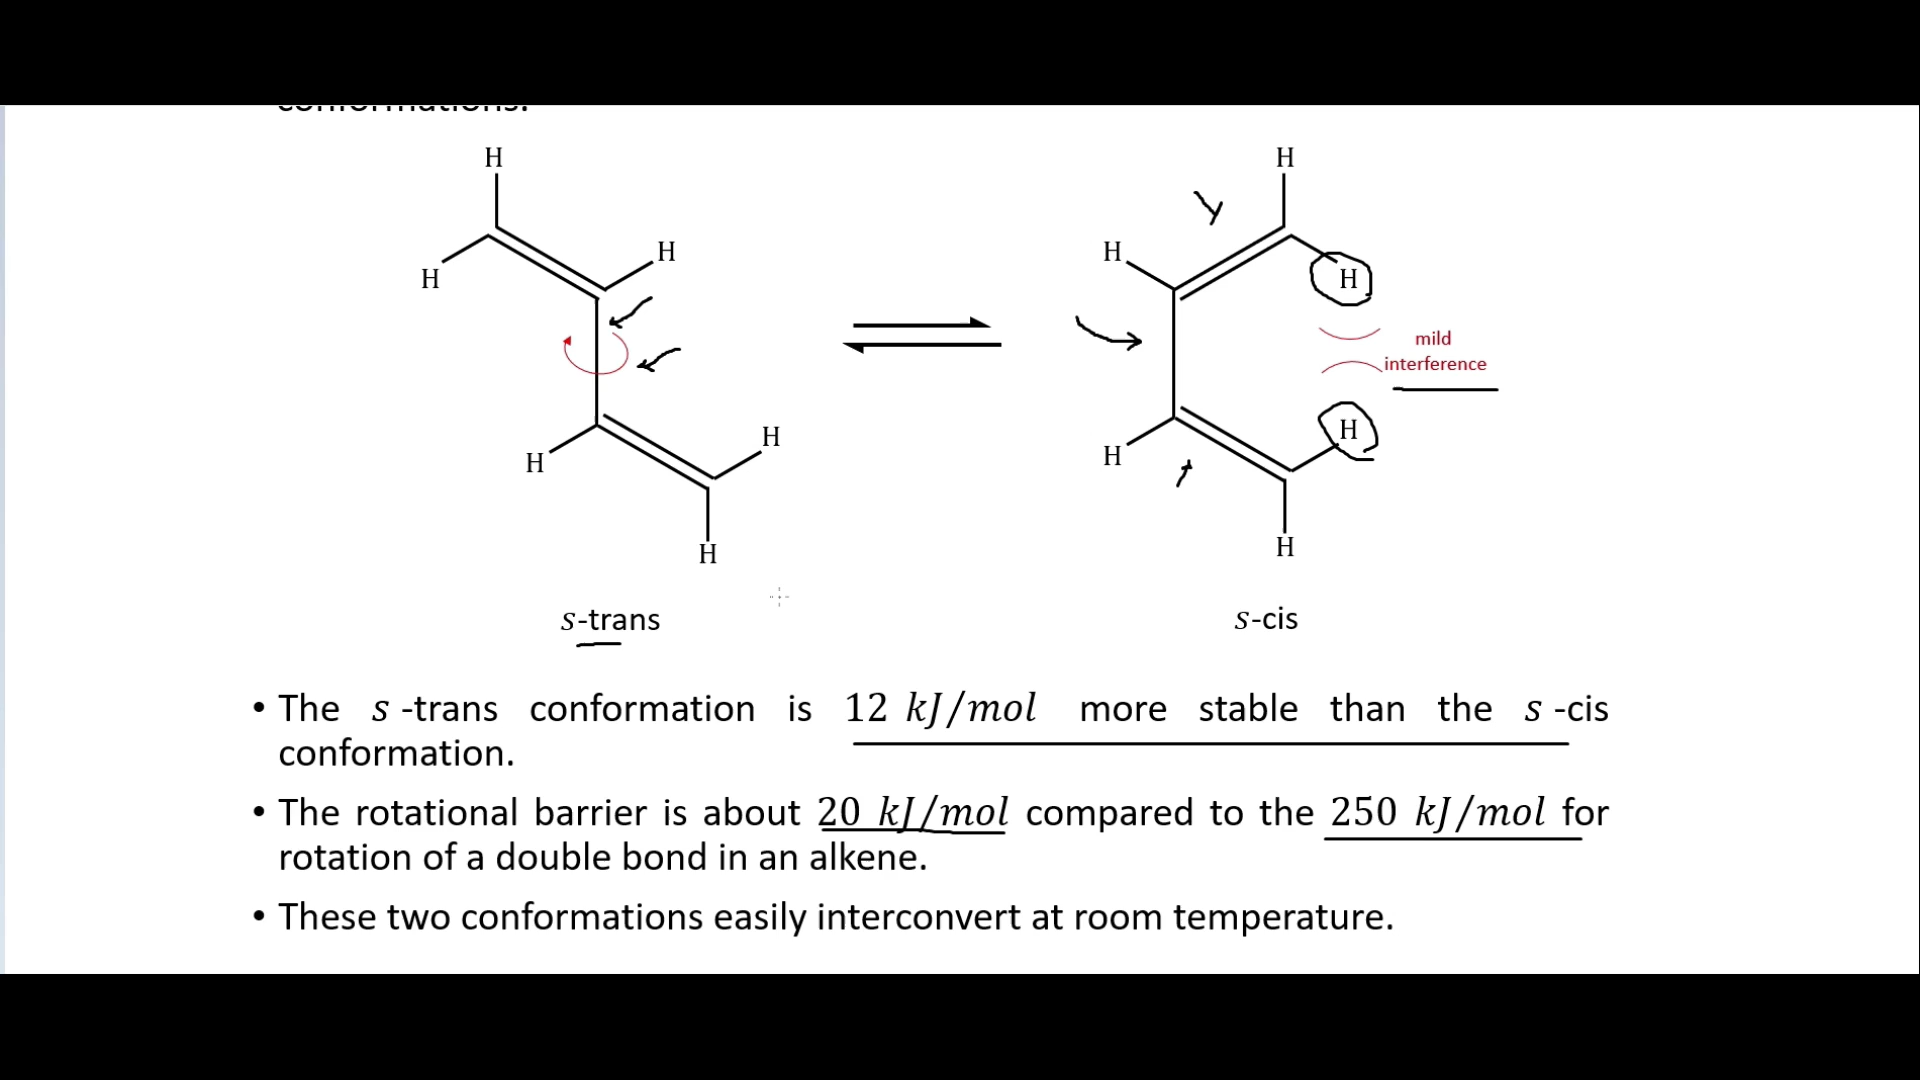 conformations.
H H
H H H H
mild
interference
H H
H H H
H H
s-trans s-cis
• The s -trans conformation is 12 kJ/mol more stable than the s -cis
conformation.
• The rotational barrier is about 20 kJ/mol compared to the 250 kJ/mol for
rotation of a double bond in an alkene.
• These two conformations easily interconvert at room temperature.